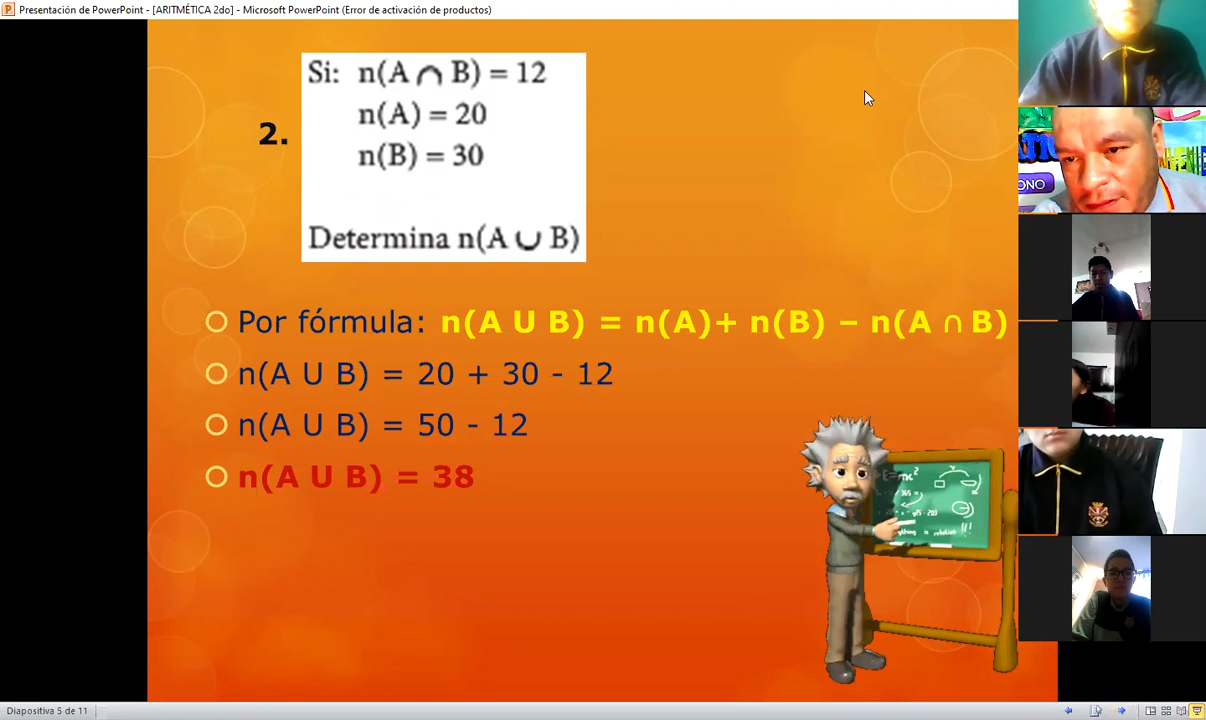 Presentación de PowerPoint - [ARITMÉTICA 2do] - Microsoft PowerPoint (Error de activación de productos)
2.
Si: n(A ∩ B) = 12
n(A) = 20
n(B) = 30
Determina n(A ∪ B)
Por fórmula: n(A U B) = n(A)+ n(B) – n(A ∩ B)
n(A U B) = 20 + 30 - 12
n(A U B) = 50 - 12
n(A U B) = 38
Diapositiva 5 de 11